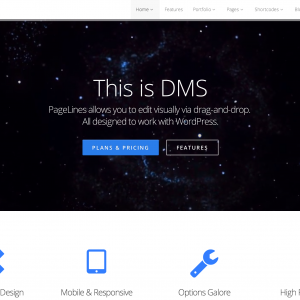 Home Features Portfolio Pages Shortcodes
This is DMS
PageLines allows you to edit visually via drag-and-drop.
All designed to work with WordPress.
PLANS & PRICING FEATURES
Design Mobile & Responsive Options Galore High